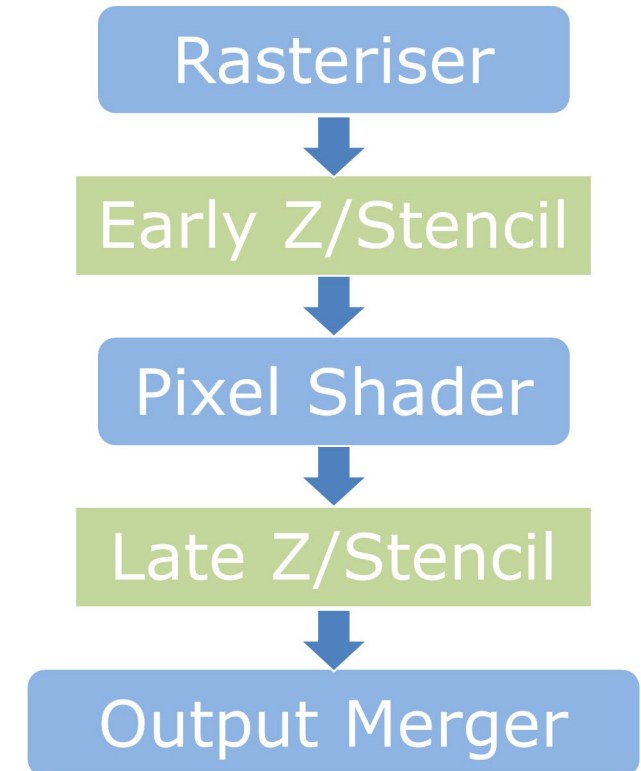 Rasteriser
Early Z/Stencil
Pixel Shader
Late Z/Stencil
Output Merger